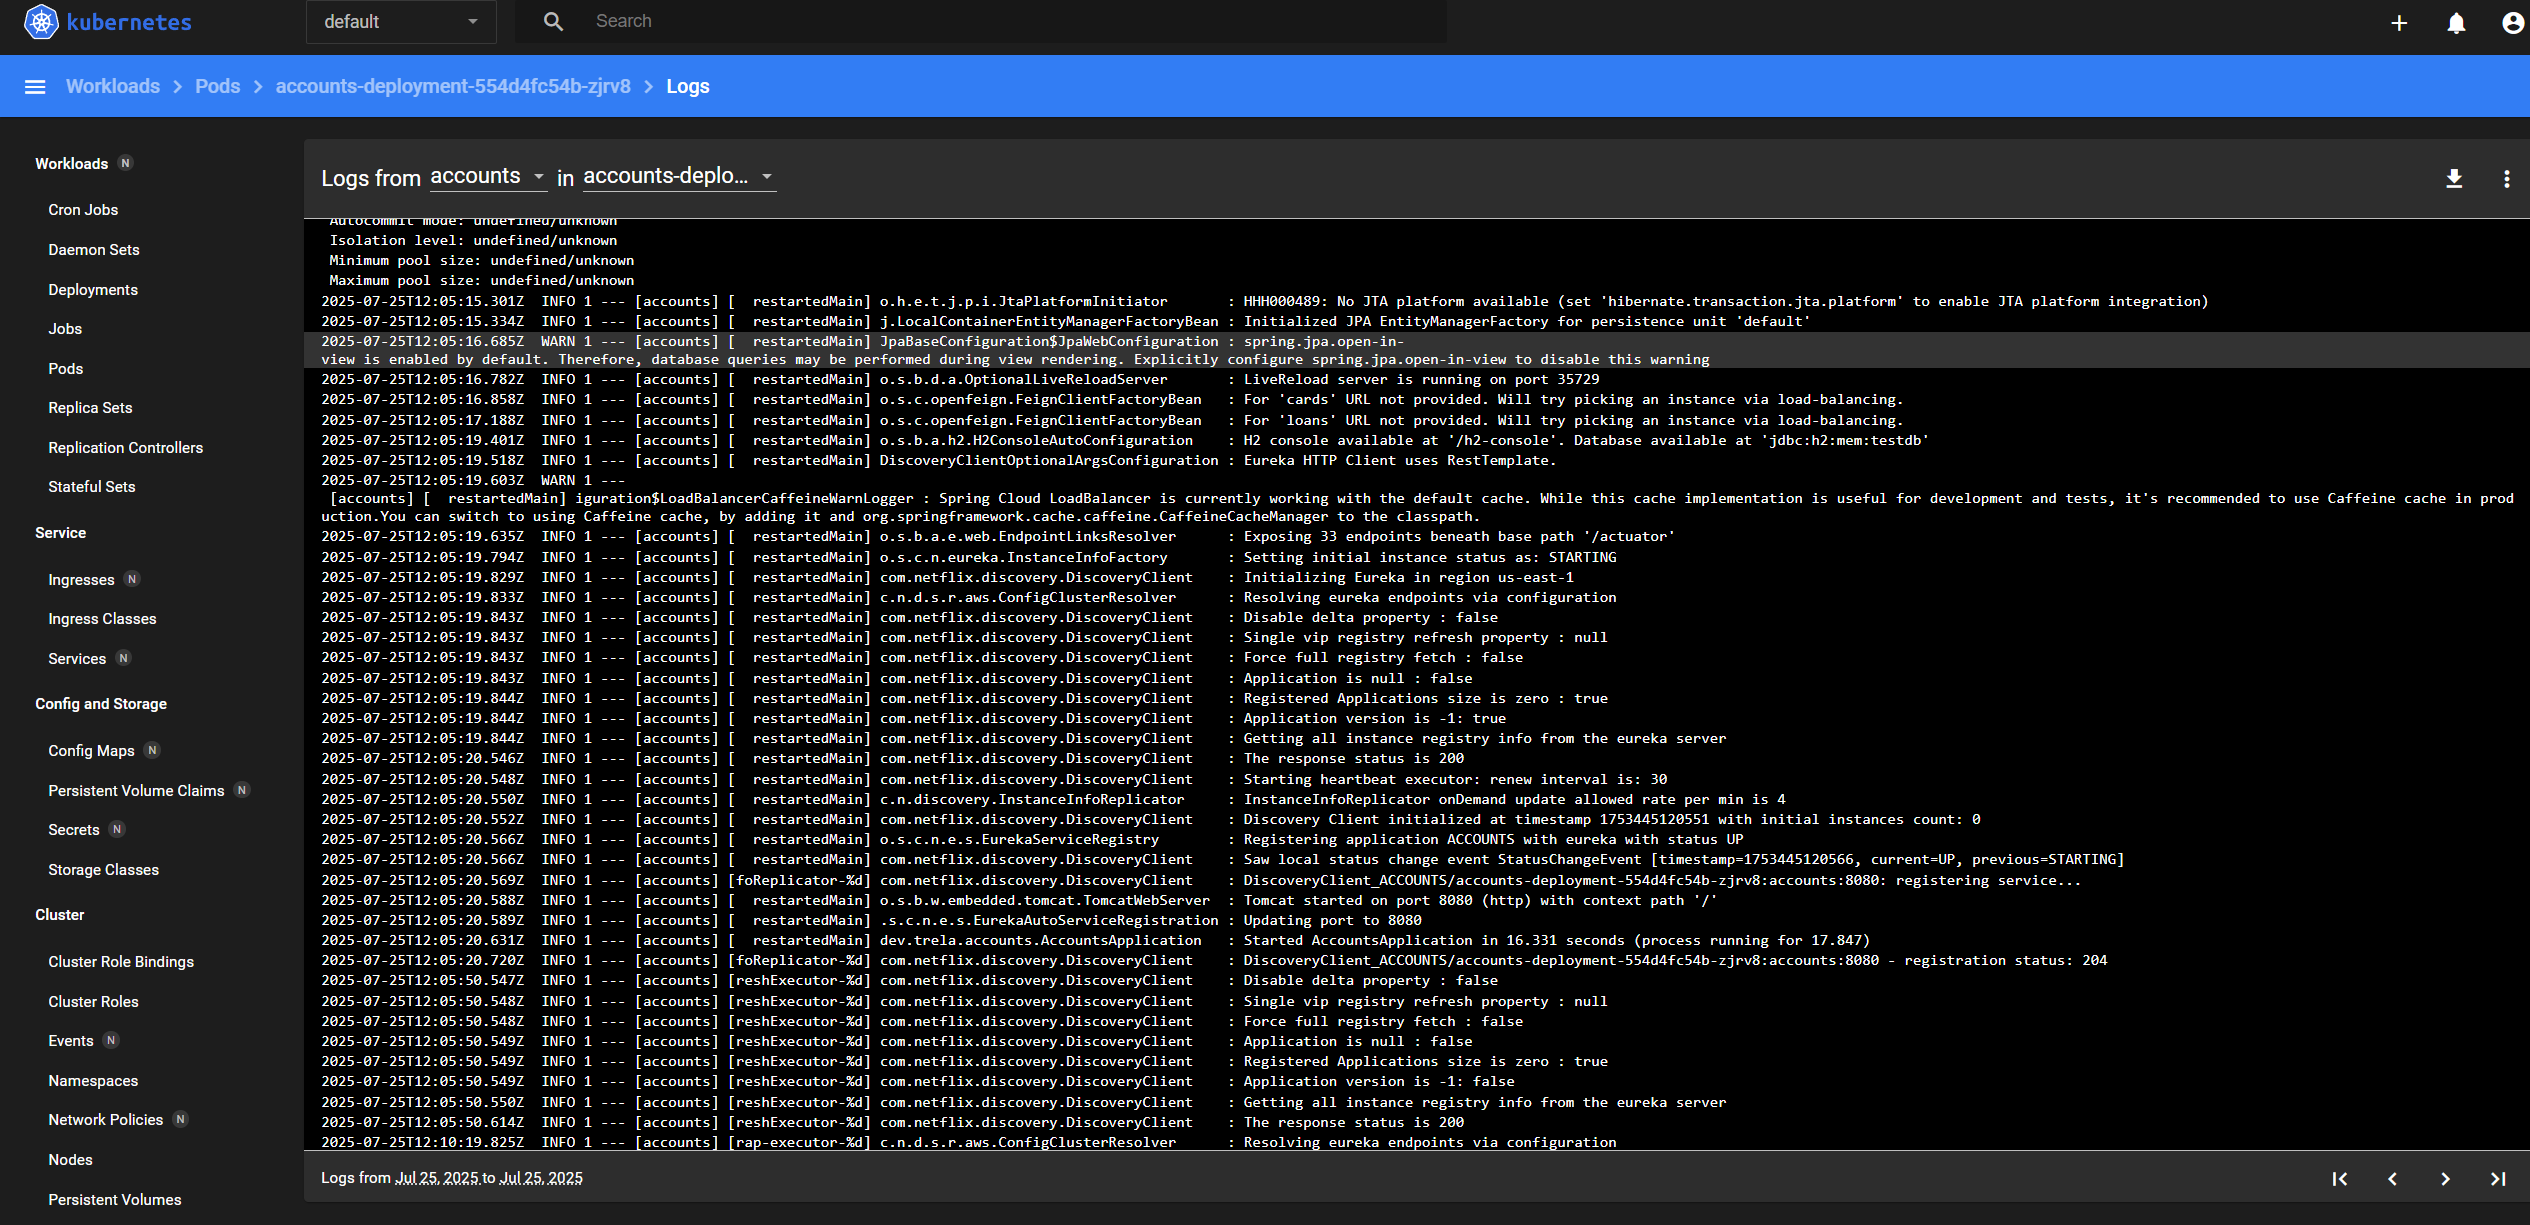 kubernetes
default
Search
Workloads > Pods > accounts-deployment-554d4fc54b-zjrv8 > Logs
Workloads N
Cron Jobs
Daemon Sets
Deployments
Jobs
Pods
Replica Sets
Replication Controllers
Stateful Sets
Service
Ingresses N
Ingress Classes
Services N
Config and Storage
Config Maps N
Persistent Volume Claims N
Secrets N
Storage Classes
Cluster
Cluster Role Bindings
Cluster Roles
Events N
Namespaces
Network Policies N
Nodes
Persistent Volumes
Logs from accounts in accounts-deplo...
Autocommit mode: undefined/unknown
Isolation level: undefined/unknown
Minimum pool size: undefined/unknown
Maximum pool size: undefined/unknown
2025-07-25T12:05:15.301Z INFO 1 --- [accounts] [ restartedMain] o.h.e.t.j.p.i.JtaPlatformInitiator : HHH000489: No JTA platform available (set 'hibernate.transaction.jta.platform' to enable JTA platform integration)
2025-07-25T12:05:15.334Z INFO 1 --- [accounts] [ restartedMain] j.LocalContainerEntityManagerFactoryBean : Initialized JPA EntityManagerFactory for persistence unit 'default'
2025-07-25T12:05:16.685Z WARN 1 --- [accounts] [ restartedMain] JpaBaseConfiguration$JpaWebConfiguration : spring.jpa.open-in-
view is enabled by default. Therefore, database queries may be performed during view rendering. Explicitly configure spring.jpa.open-in-view to disable this warning
2025-07-25T12:05:16.782Z INFO 1 --- [accounts] [ restartedMain] o.s.b.d.a.OptionalLiveReloadServer : LiveReload server is running on port 35729
2025-07-25T12:05:16.858Z INFO 1 --- [accounts] [ restartedMain] o.s.c.openfeign.FeignClientFactoryBean : For 'cards' URL not provided. Will try picking an instance via load-balancing.
2025-07-25T12:05:17.188Z INFO 1 --- [accounts] [ restartedMain] o.s.c.openfeign.FeignClientFactoryBean : For 'loans' URL not provided. Will try picking an instance via load-balancing.
2025-07-25T12:05:19.401Z INFO 1 --- [accounts] [ restartedMain] o.s.b.a.h2.H2ConsoleAutoConfiguration : H2 console available at '/h2-console'. Database available at 'jdbc:h2:mem:testdb'
2025-07-25T12:05:19.518Z INFO 1 --- [accounts] [ restartedMain] DiscoveryClientOptionalArgsConfiguration : Eureka HTTP Client uses RestTemplate.
2025-07-25T12:05:19.603Z WARN 1 ---
[accounts] [ restartedMain] iguration$LoadBalancerCaffeineWarnLogger : Spring Cloud LoadBalancer is currently working with the default cache. While this cache implementation is useful for development and tests, it's recommended to use Caffeine cache in prod
uction.You can switch to using Caffeine cache, by adding it and org.springframework.cache.caffeine.CaffeineCacheManager to the classpath.
2025-07-25T12:05:19.635Z INFO 1 --- [accounts] [ restartedMain] o.s.b.a.e.web.EndpointLinksResolver : Exposing 33 endpoints beneath base path '/actuator'
2025-07-25T12:05:19.794Z INFO 1 --- [accounts] [ restartedMain] o.s.c.n.eureka.InstanceInfoFactory : Setting initial instance status as: STARTING
2025-07-25T12:05:19.829Z INFO 1 --- [accounts] [ restartedMain] com.netflix.discovery.DiscoveryClient : Initializing Eureka in region us-east-1
2025-07-25T12:05:19.833Z INFO 1 --- [accounts] [ restartedMain] c.n.d.s.r.aws.ConfigClusterResolver : Resolving eureka endpoints via configuration
2025-07-25T12:05:19.843Z INFO 1 --- [accounts] [ restartedMain] com.netflix.discovery.DiscoveryClient : Disable delta property : false
2025-07-25T12:05:19.843Z INFO 1 --- [accounts] [ restartedMain] com.netflix.discovery.DiscoveryClient : Single vip registry refresh property : null
2025-07-25T12:05:19.843Z INFO 1 --- [accounts] [ restartedMain] com.netflix.discovery.DiscoveryClient : Force full registry fetch : false
2025-07-25T12:05:19.843Z INFO 1 --- [accounts] [ restartedMain] com.netflix.discovery.DiscoveryClient : Application is null : false
2025-07-25T12:05:19.844Z INFO 1 --- [accounts] [ restartedMain] com.netflix.discovery.DiscoveryClient : Registered Applications size is zero : true
2025-07-25T12:05:19.844Z INFO 1 --- [accounts] [ restartedMain] com.netflix.discovery.DiscoveryClient : Application version is -1: true
2025-07-25T12:05:19.844Z INFO 1 --- [accounts] [ restartedMain] com.netflix.discovery.DiscoveryClient : Getting all instance registry info from the eureka server
2025-07-25T12:05:20.546Z INFO 1 --- [accounts] [ restartedMain] com.netflix.discovery.DiscoveryClient : The response status is 200
2025-07-25T12:05:20.548Z INFO 1 --- [accounts] [ restartedMain] com.netflix.discovery.DiscoveryClient : Starting heartbeat executor: renew interval is: 30
2025-07-25T12:05:20.550Z INFO 1 --- [accounts] [ restartedMain] c.n.discovery.InstanceInfoReplicator : InstanceInfoReplicator onDemand update allowed rate per min is 4
2025-07-25T12:05:20.552Z INFO 1 --- [accounts] [ restartedMain] com.netflix.discovery.DiscoveryClient : Discovery Client initialized at timestamp 1753445120551 with initial instances count: 0
2025-07-25T12:05:20.566Z INFO 1 --- [accounts] [ restartedMain] o.s.c.n.e.s.EurekaServiceRegistry : Registering application ACCOUNTS with eureka with status UP
2025-07-25T12:05:20.566Z INFO 1 --- [accounts] [ restartedMain] com.netflix.discovery.DiscoveryClient : Saw local status change event StatusChangeEvent [timestamp=1753445120566, current=UP, previous=STARTING]
2025-07-25T12:05:20.569Z INFO 1 --- [accounts] [foReplicator-%d] com.netflix.discovery.DiscoveryClient : DiscoveryClient_ACCOUNTS/accounts-deployment-554d4fc54b-zjrv8:accounts:8080: registering service...
2025-07-25T12:05:20.588Z INFO 1 --- [accounts] [ restartedMain] o.s.b.w.embedded.tomcat.TomcatWebServer : Tomcat started on port 8080 (http) with context path '/'
2025-07-25T12:05:20.589Z INFO 1 --- [accounts] [ restartedMain] .s.c.n.e.s.EurekaAutoServiceRegistration : Updating port to 8080
2025-07-25T12:05:20.631Z INFO 1 --- [accounts] [ restartedMain] dev.trela.accounts.AccountsApplication : Started AccountsApplication in 16.331 seconds (process running for 17.847)
2025-07-25T12:05:20.720Z INFO 1 --- [accounts] [foReplicator-%d] com.netflix.discovery.DiscoveryClient : DiscoveryClient_ACCOUNTS/accounts-deployment-554d4fc54b-zjrv8:accounts:8080 - registration status: 204
2025-07-25T12:05:50.547Z INFO 1 --- [accounts] [reshExecutor-%d] com.netflix.discovery.DiscoveryClient : Disable delta property : false
2025-07-25T12:05:50.548Z INFO 1 --- [accounts] [reshExecutor-%d] com.netflix.discovery.DiscoveryClient : Single vip registry refresh property : null
2025-07-25T12:05:50.548Z INFO 1 --- [accounts] [reshExecutor-%d] com.netflix.discovery.DiscoveryClient : Force full registry fetch : false
2025-07-25T12:05:50.549Z INFO 1 --- [accounts] [reshExecutor-%d] com.netflix.discovery.DiscoveryClient : Application is null : false
2025-07-25T12:05:50.549Z INFO 1 --- [accounts] [reshExecutor-%d] com.netflix.discovery.DiscoveryClient : Registered Applications size is zero : true
2025-07-25T12:05:50.549Z INFO 1 --- [accounts] [reshExecutor-%d] com.netflix.discovery.DiscoveryClient : Application version is -1: false
2025-07-25T12:05:50.550Z INFO 1 --- [accounts] [reshExecutor-%d] com.netflix.discovery.DiscoveryClient : Getting all instance registry info from the eureka server
2025-07-25T12:05:50.614Z INFO 1 --- [accounts] [reshExecutor-%d] com.netflix.discovery.DiscoveryClient : The response status is 200
2025-07-25T12:10:19.825Z INFO 1 --- [accounts] [rap-executor-%d] c.n.d.s.r.aws.ConfigClusterResolver : Resolving eureka endpoints via configuration
Logs from Jul 25, 2025 to Jul 25, 2025